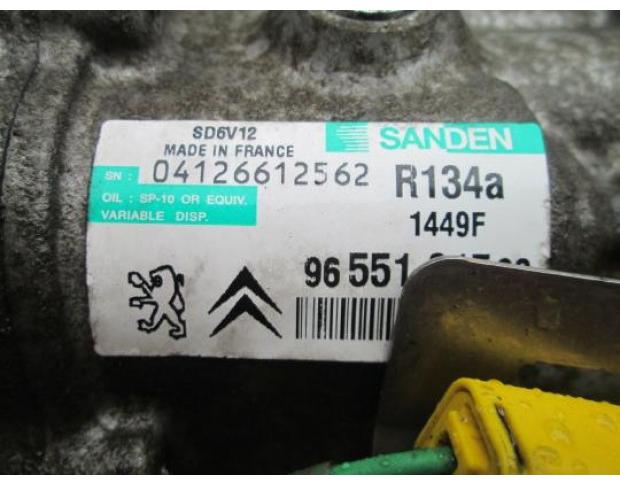 SD6V12
SANDEN
MADE IN FRANCE
SN : 04126612562
R134a
OIL : SP-10 OR EQUIV.
VARIABLE DISP.
1449F
96 551